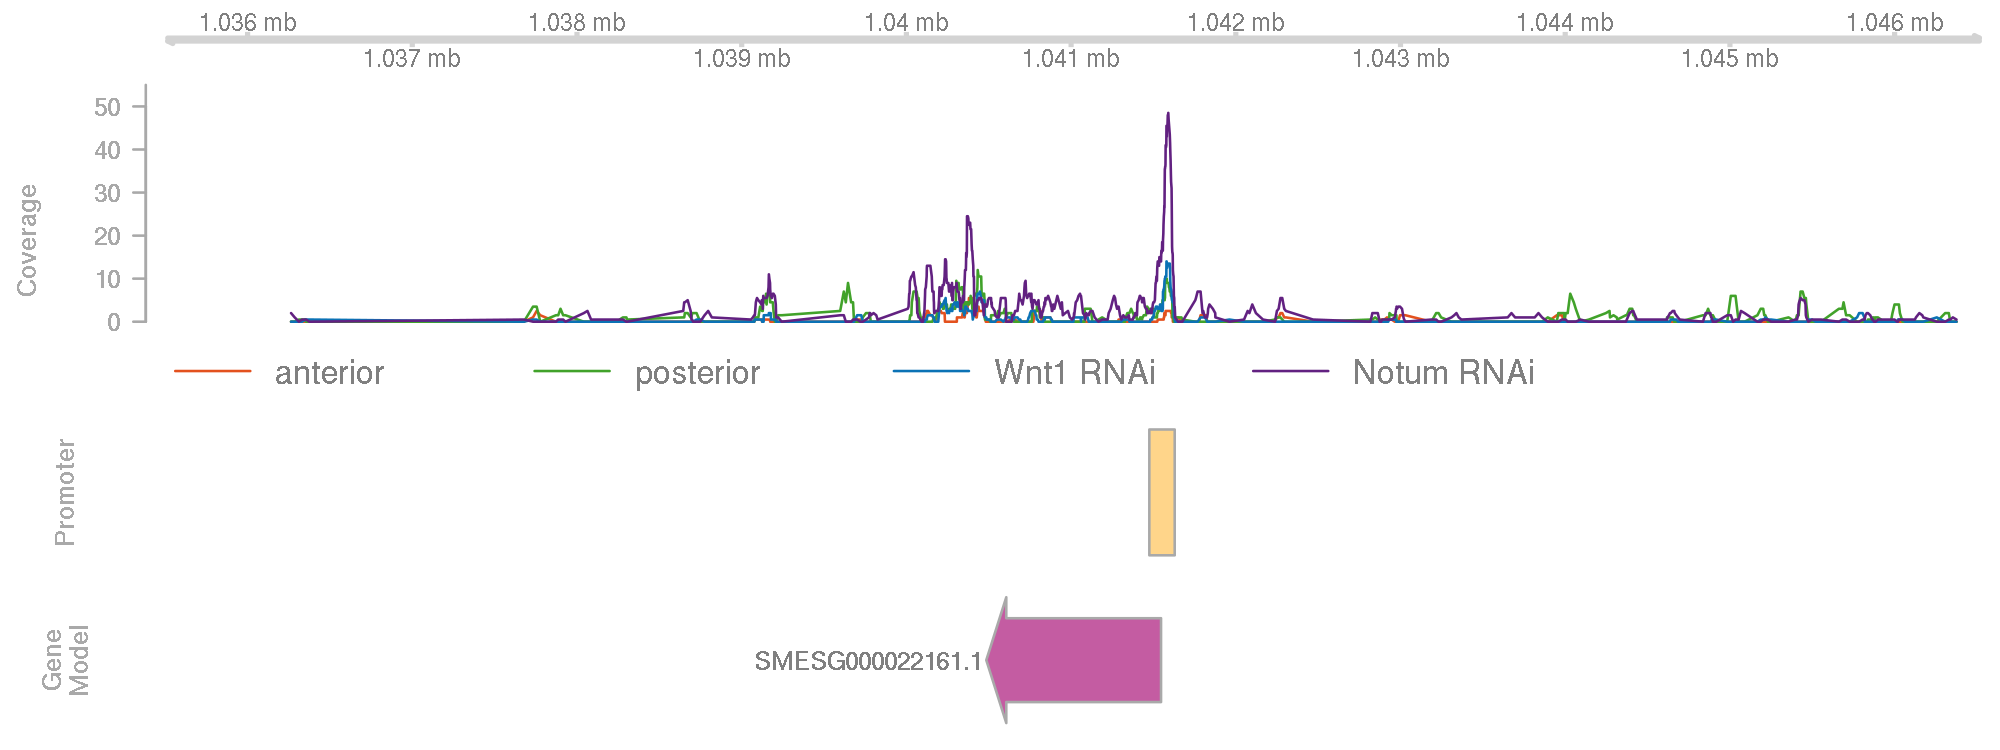 1.036 mb 1.038 mb 1.04 mb 1.042 mb 1.044 mb 1.046 mb
1.037 mb 1.039 mb 1.041 mb 1.043 mb 1.045 mb
Coverage
50
40
30
20
10
0
anterior posterior Wnt1 RNAi Notum RNAi
Promoter
Gene
Model
SMESG000022161.1